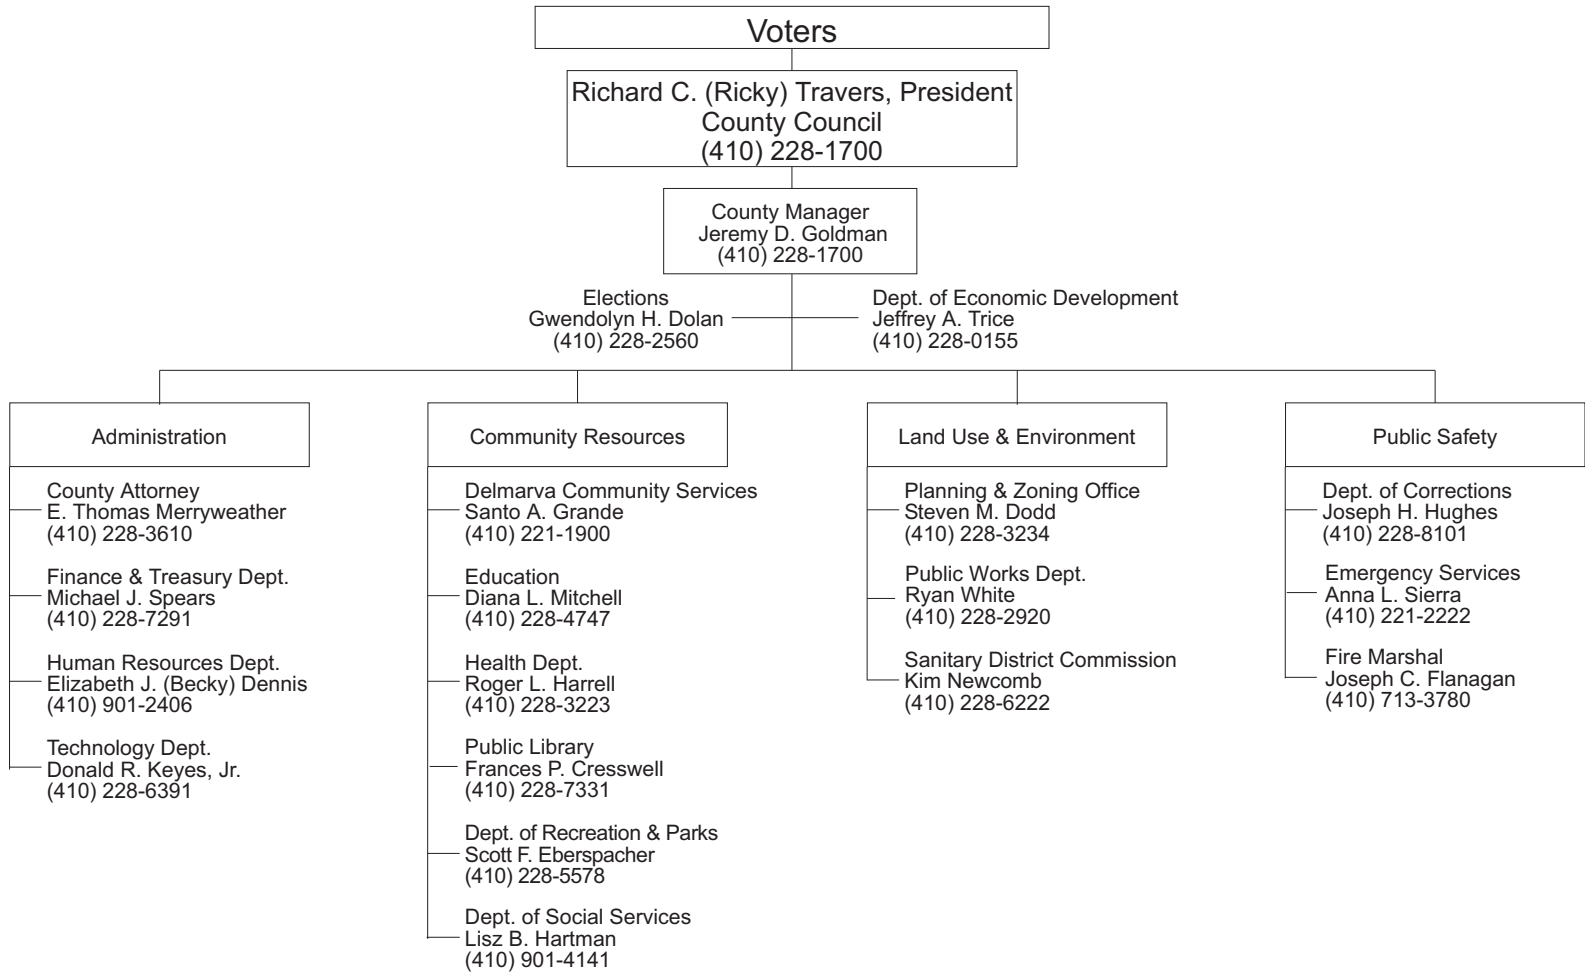 Voters
Richard C. (Ricky) Travers, President
County Council
(410) 228-1700
County Manager
Jeremy D. Goldman
(410) 228-1700
Elections
Gwendolyn H. Dolan
(410) 228-2560
Dept. of Economic Development
Jeffrey A. Trice
(410) 228-0155
Administration
County Attorney
E. Thomas Merryweather
(410) 228-3610
Finance & Treasury Dept.
Michael J. Spears
(410) 228-7291
Human Resources Dept.
Elizabeth J. (Becky) Dennis
(410) 901-2406
Technology Dept.
Donald R. Keyes, Jr.
(410) 228-6391
Community Resources
Delmarva Community Services
Santo A. Grande
(410) 221-1900
Education
Diana L. Mitchell
(410) 228-4747
Health Dept.
Roger L. Harrell
(410) 228-3223
Public Library
Frances P. Cresswell
(410) 228-7331
Dept. of Recreation & Parks
Scott F. Eberspacher
(410) 228-5578
Dept. of Social Services
Lisz B. Hartman
(410) 901-4141
Land Use & Environment
Planning & Zoning Office
Steven M. Dodd
(410) 228-3234
Public Works Dept.
Ryan White
(410) 228-2920
Sanitary District Commission
Kim Newcomb
(410) 228-6222
Public Safety
Dept. of Corrections
Joseph H. Hughes
(410) 228-8101
Emergency Services
Anna L. Sierra
(410) 221-2222
Fire Marshal
Joseph C. Flanagan
(410) 713-3780